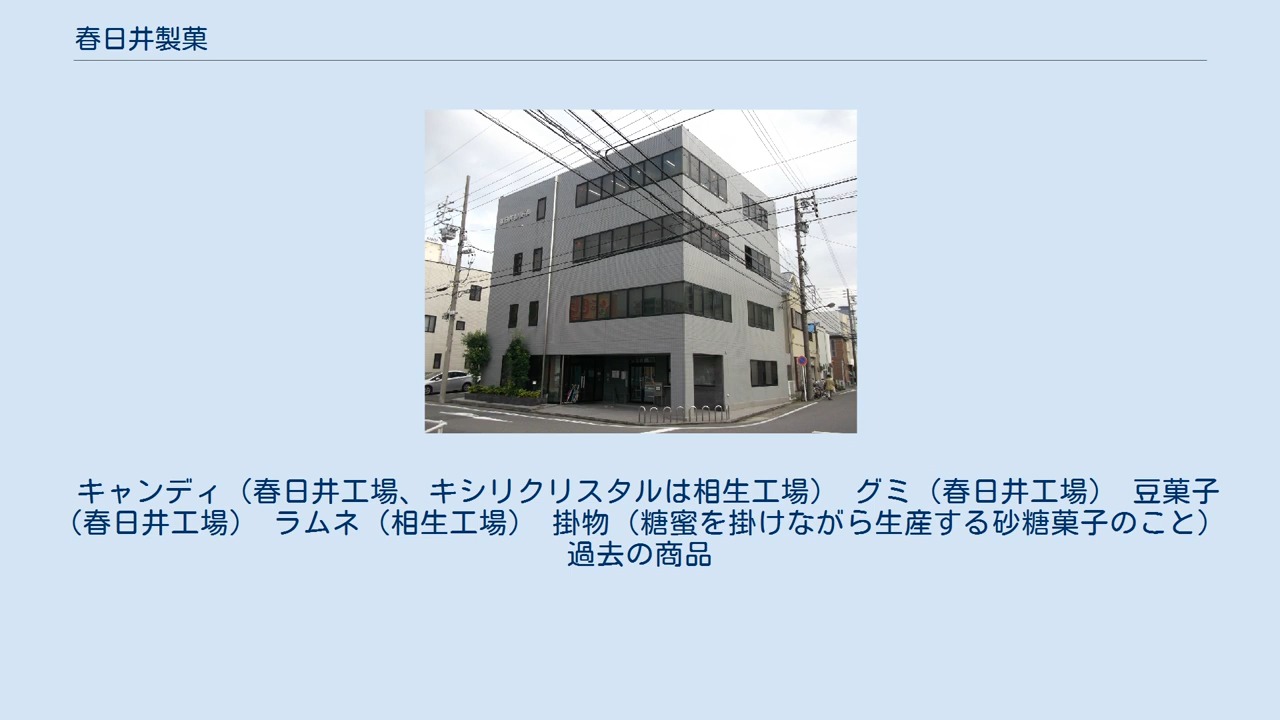 春日井製菓
キャンディ（春日井工場、キシリクリスタルは相生工場） グミ（春日井工場） 豆菓子
（春日井工場） ラムネ（相生工場） 掛物（糖蜜を掛けながら生産する砂糖菓子のこと）
過去の商品